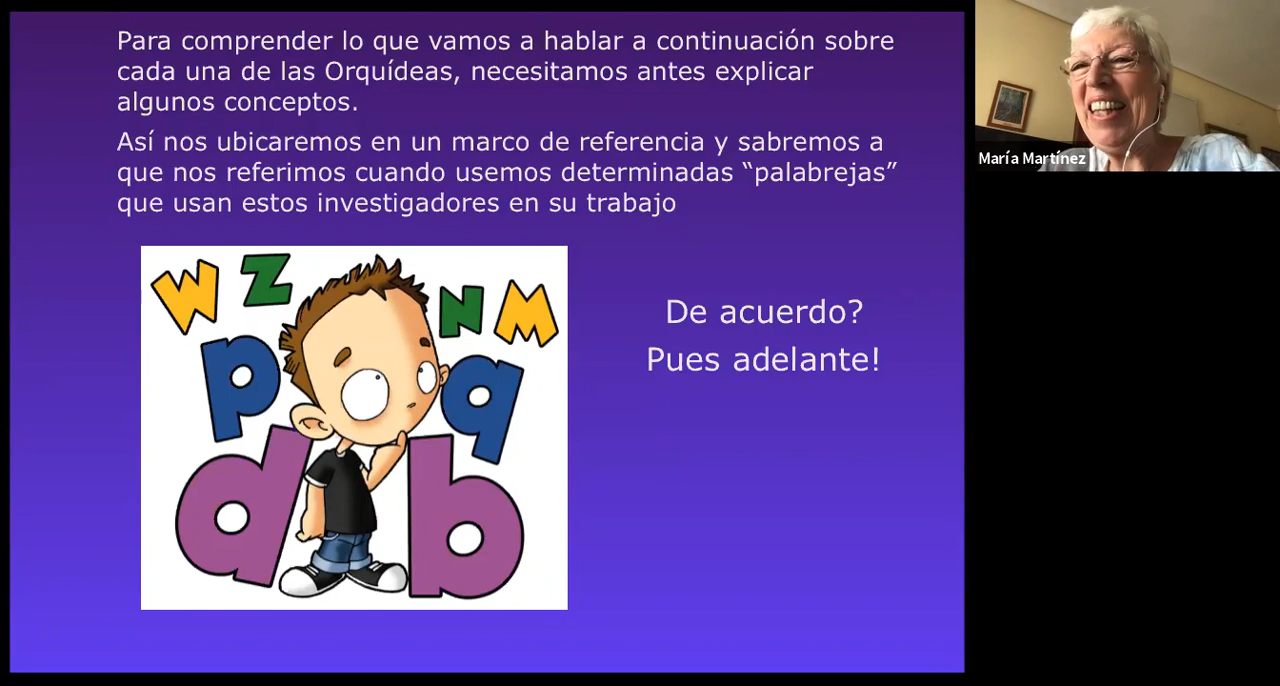 Para comprender lo que vamos a hablar a continuación sobre
cada una de las Orquídeas, necesitamos antes explicar
algunos conceptos.
Así nos ubicaremos en un marco de referencia y sabremos a
que nos referimos cuando usemos determinadas “palabrejas”
que usan estos investigadores en su trabajo
W Z N M
p q
d b
De acuerdo?
Pues adelante!
María Martínez